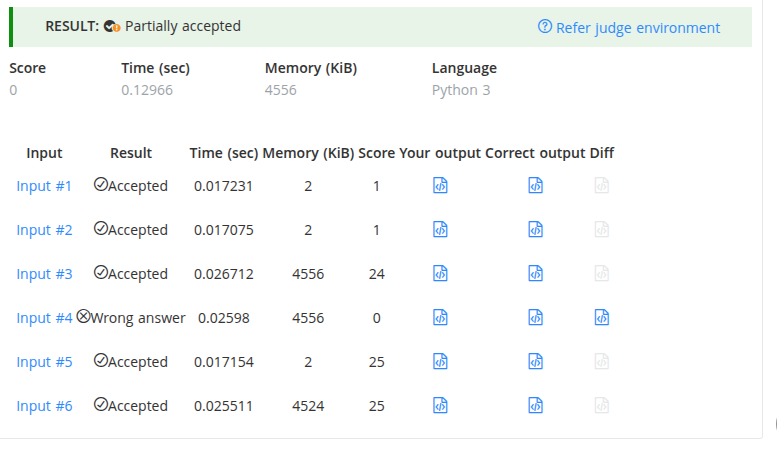 RESULT: Partially accepted Refer judge environment
Score Time (sec) Memory (KiB) Language
0 0.12966 4556 Python 3
Input Result Time (sec) Memory (KiB) Score Your output Correct output Diff
Input #1 Accepted 0.017231 2 1
Input #2 Accepted 0.017075 2 1
Input #3 Accepted 0.026712 4556 24
Input #4 Wrong answer 0.02598 4556 0
Input #5 Accepted 0.017154 2 25
Input #6 Accepted 0.025511 4524 25